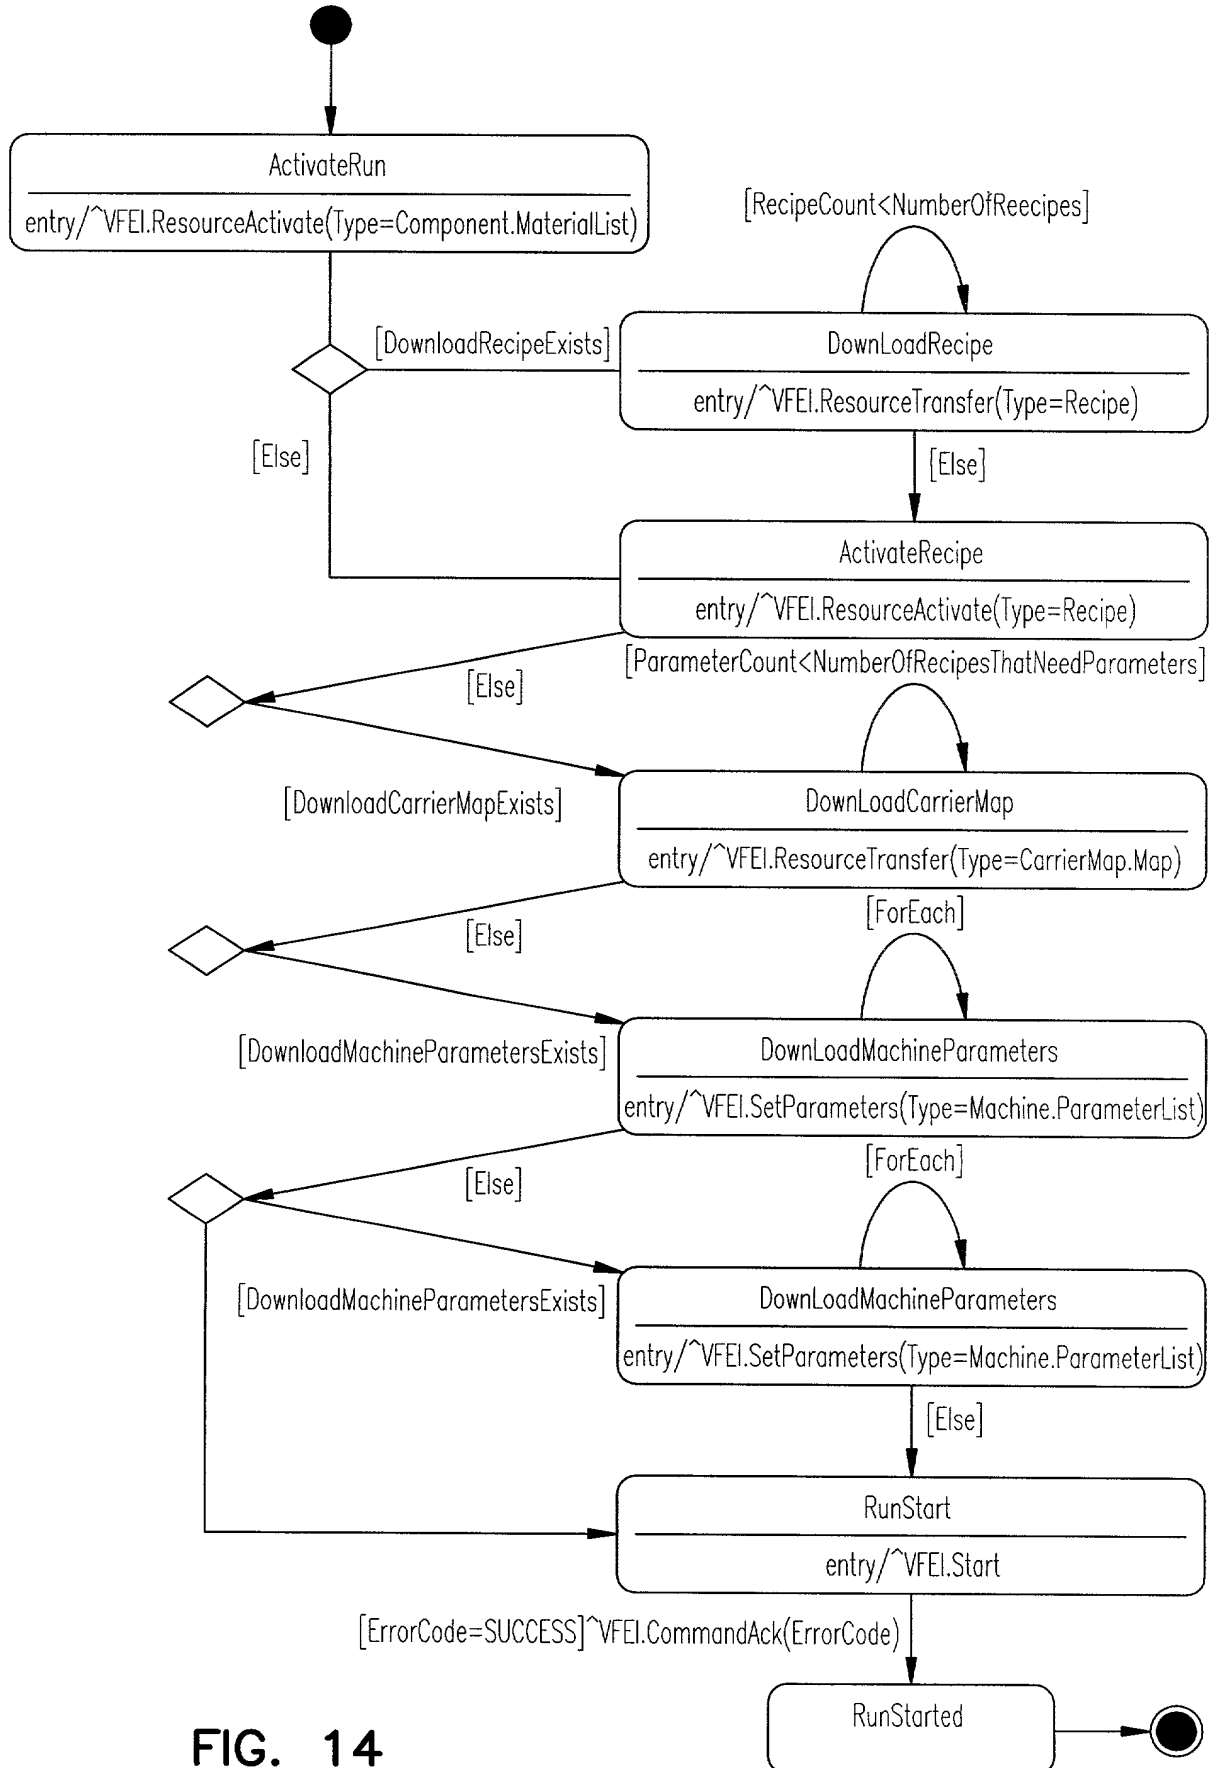 ActivateRun
entry/^VFEI.ResourceActivate(Type=Component.MaterialList)
[RecipeCount<NumberOfReecipes]
[DownloadRecipeExists]
DownLoadRecipe
entry/^VFEI.ResourceTransfer(Type=Recipe)
[Else]
[Else]
ActivateRecipe
entry/^VFEI.ResourceActivate(Type=Recipe)
[ParameterCount<NumberOfRecipesThatNeedParameters]
[Else]
[DownloadCarrierMapExists]
DownLoadCarrierMap
entry/^VFEI.ResourceTransfer(Type=CarrierMap.Map)
[ForEach]
[Else]
[DownloadMachineParametersExists]
DownLoadMachineParameters
entry/^VFEI.SetParameters(Type=Machine.ParameterList)
[ForEach]
[Else]
[DownloadMachineParametersExists]
DownLoadMachineParameters
entry/^VFEI.SetParameters(Type=Machine.ParameterList)
[Else]
RunStart
entry/^VFEI.Start
[ErrorCode=SUCCESS]^VFEI.CommandAck(ErrorCode)
RunStarted
FIG. 14